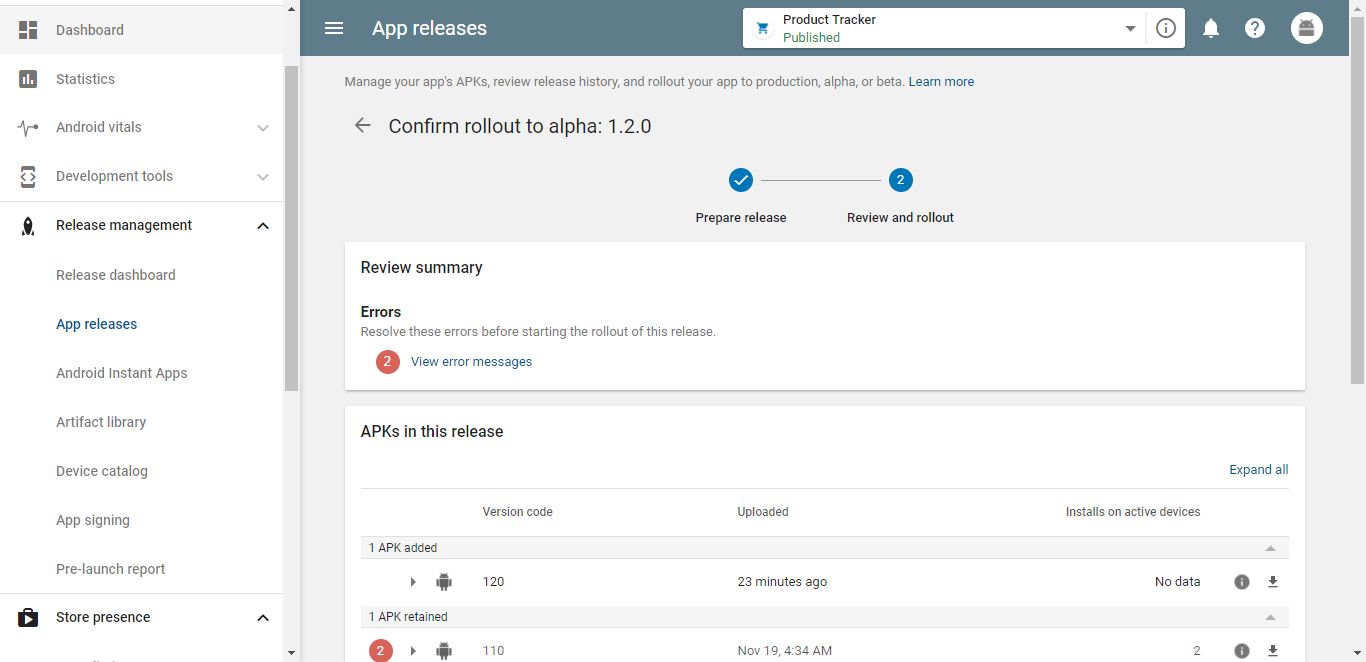 Dashboard
Statistics
Android vitals
Development tools
Release management
Release dashboard
App releases
Android Instant Apps
Artifact library
Device catalog
App signing
Pre-launch report
Store presence
App releases
Product Tracker
Published
Manage your app's APKs, review release history, and rollout your app to production, alpha, or beta. Learn more
Confirm rollout to alpha: 1.2.0
2
Prepare release Review and rollout
Review summary
Errors
Resolve these errors before starting the rollout of this release.
2 View error messages
APKs in this release
Expand all
Version code Uploaded Installs on active devices
1 APK added
120 23 minutes ago No data
1 APK retained
2 110 Nov 19, 4:34 AM 2